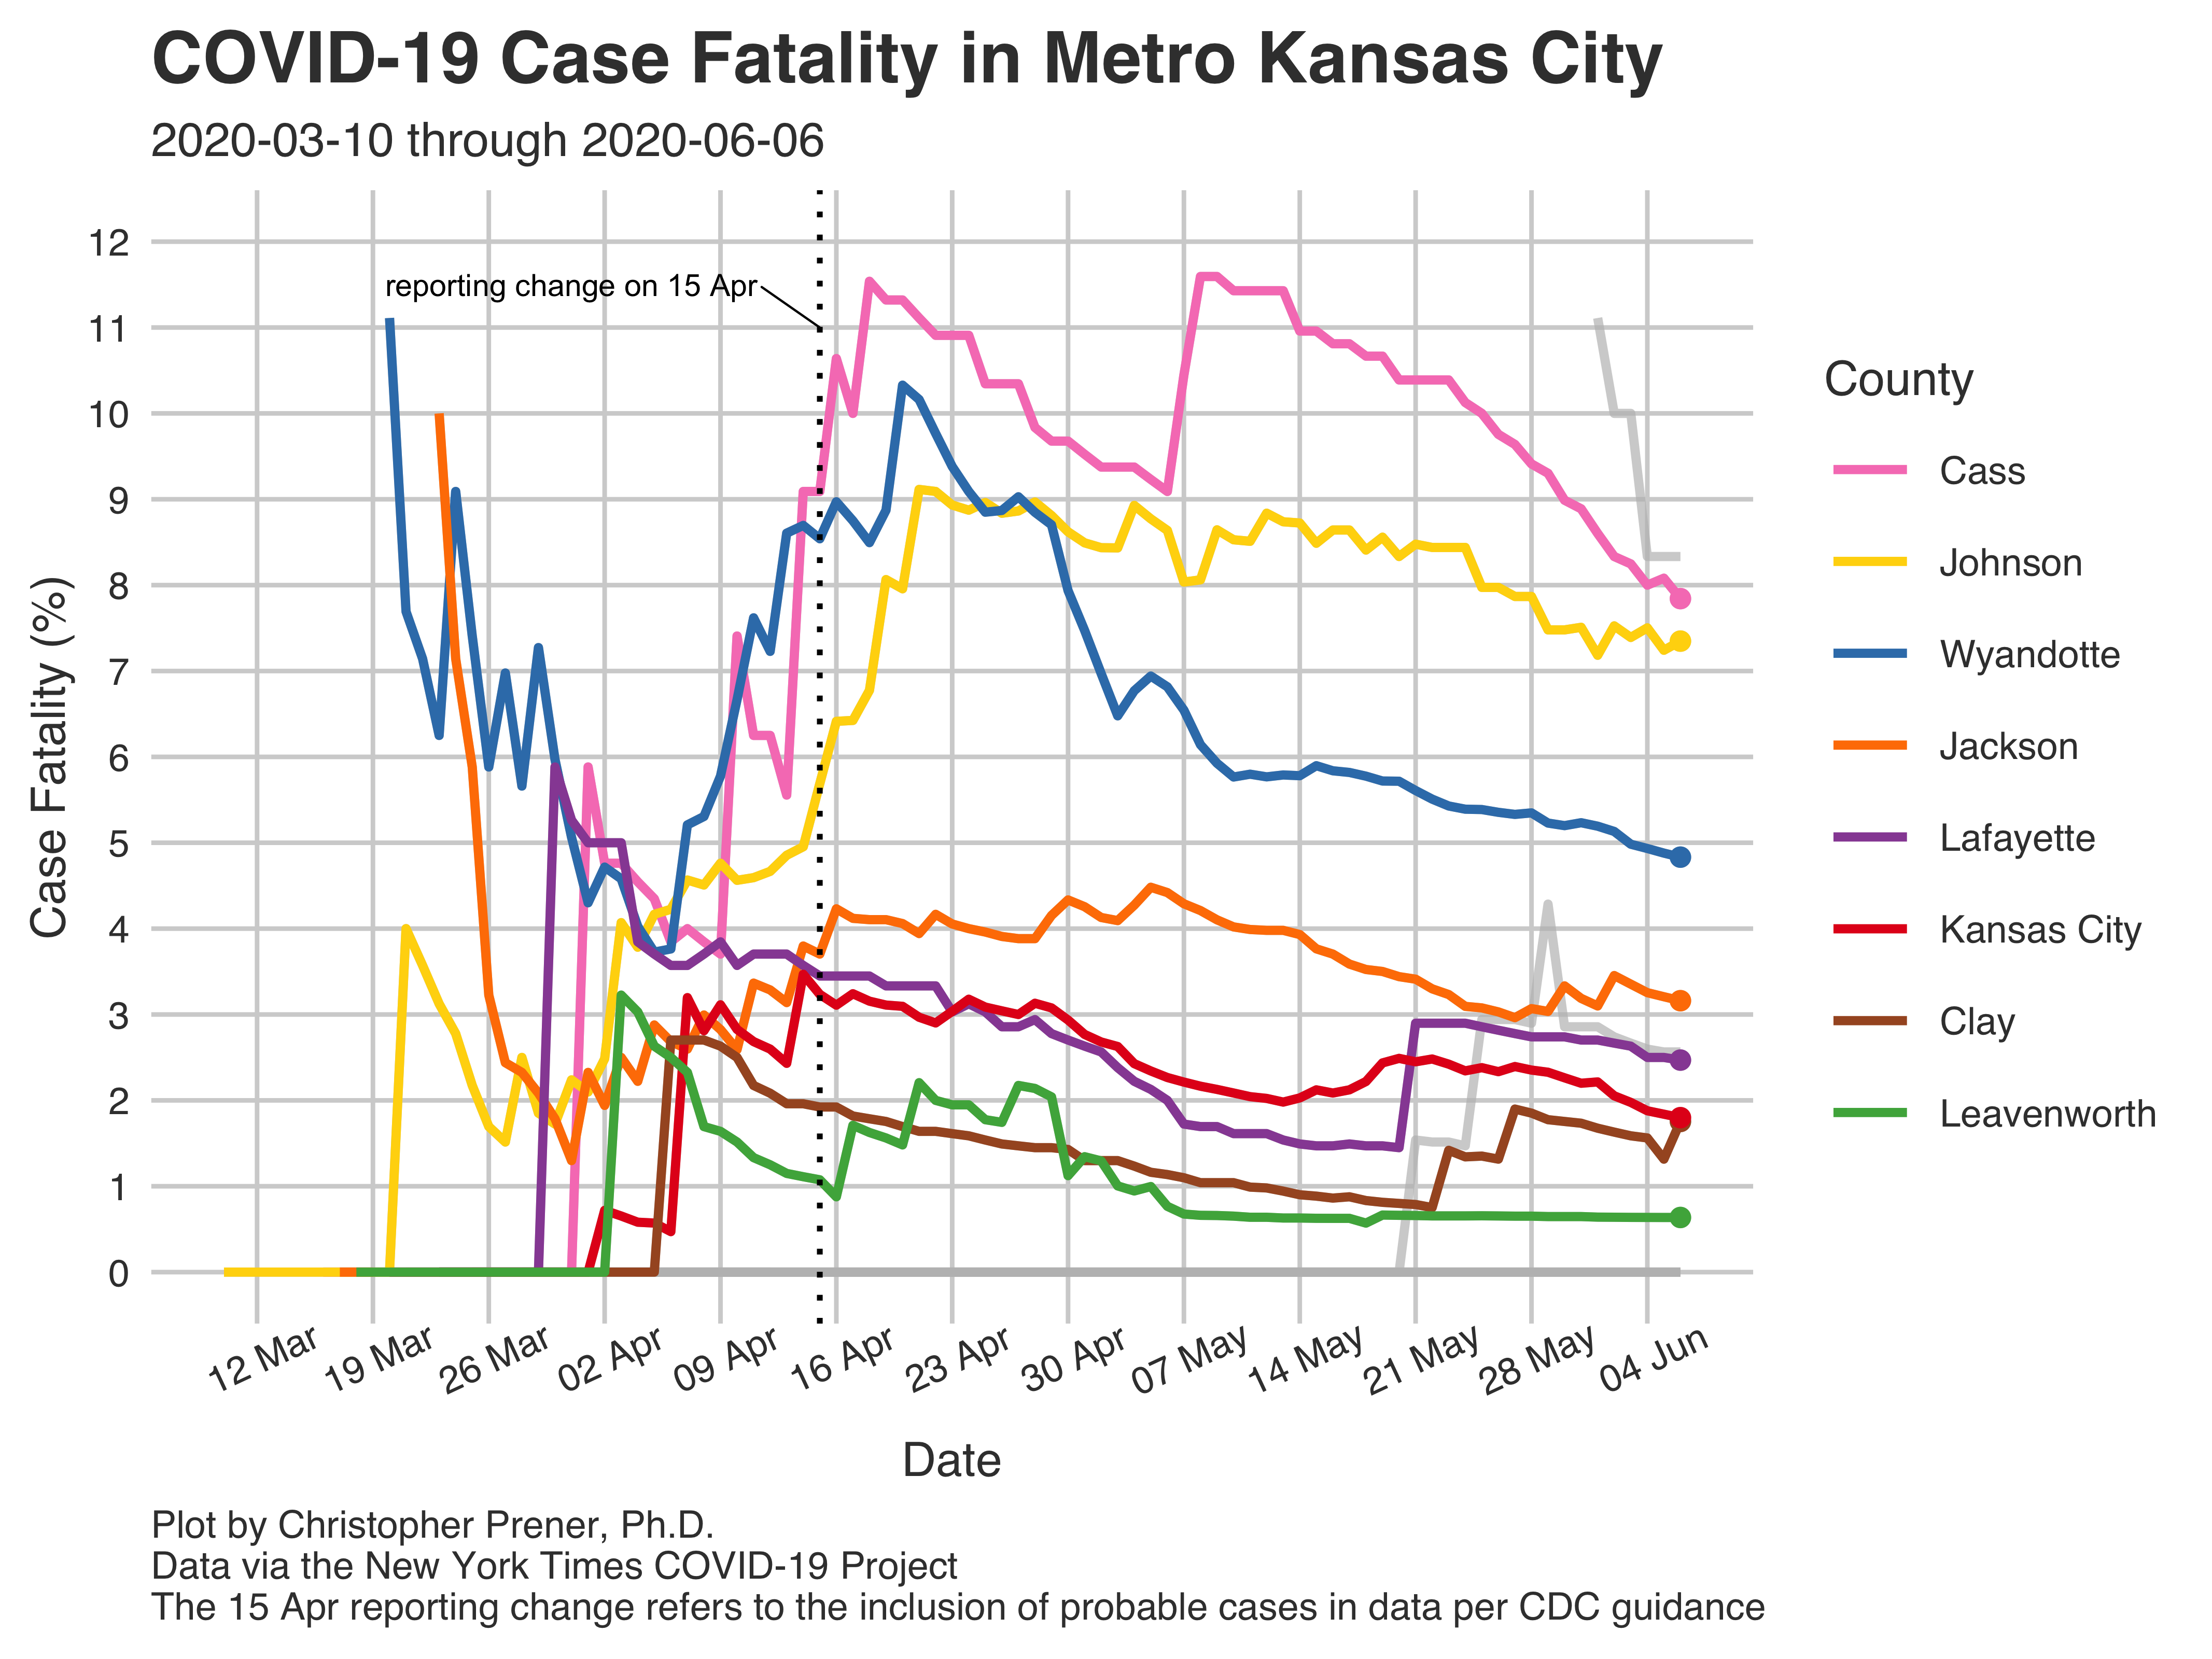 COVID-19 Case Fatality in Metro Kansas City
2020-03-10 through 2020-06-06
12
11
10
9
8
7
6
5
4
3
2
1
0
Case Fatality (%)
reporting change on 15 Apr
12 Mar
19 Mar
26 Mar
02 Apr
09 Apr
16 Apr
23 Apr
30 Apr
07 May
14 May
21 May
28 May
04 Jun
Date
County
Cass
Johnson
Wyandotte
Jackson
Lafayette
Kansas City
Clay
Leavenworth
Plot by Christopher Prener, Ph.D.
Data via the New York Times COVID-19 Project
The 15 Apr reporting change refers to the inclusion of probable cases in data per CDC guidance